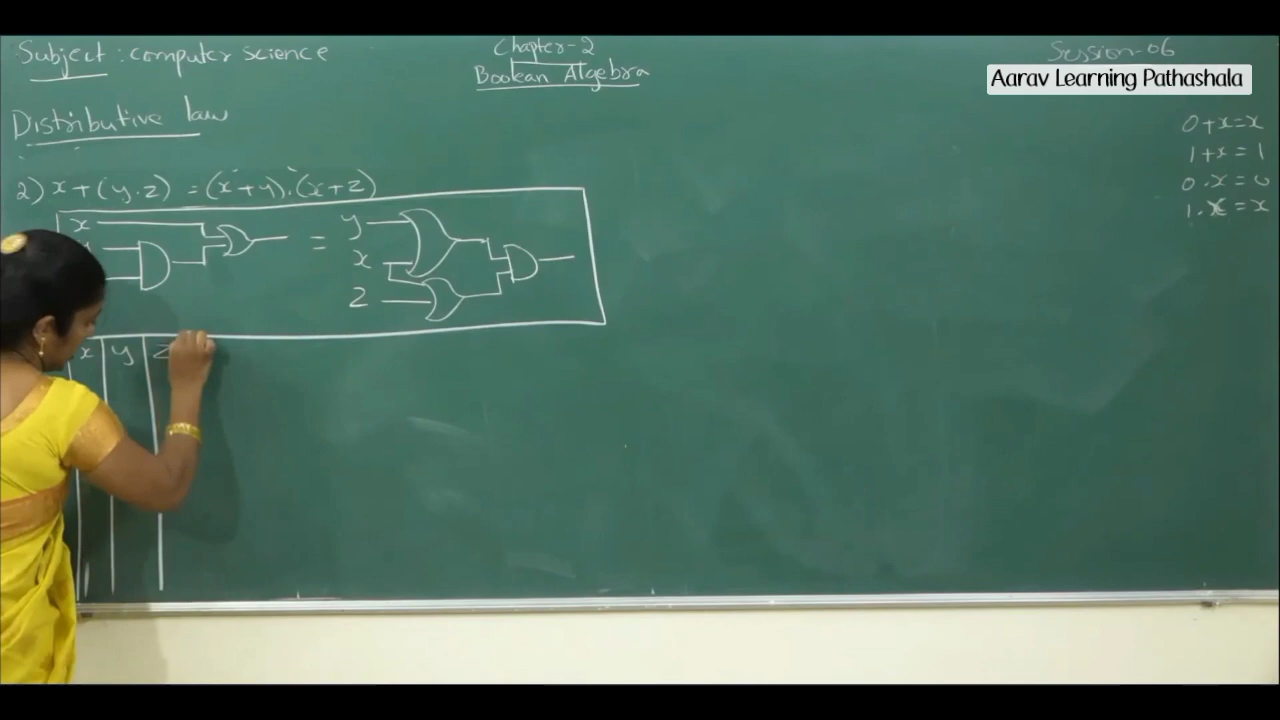 Subject : computer science
Chapter-2
Boolean Algebra
Session-06
Aarav Learning Pathashala
Distributive law
0+x=x
1+x=1
0.x=0
1.x=x
2) x+(y.z) = (x+y).(x+z)
x
=
y
x
z
x y z